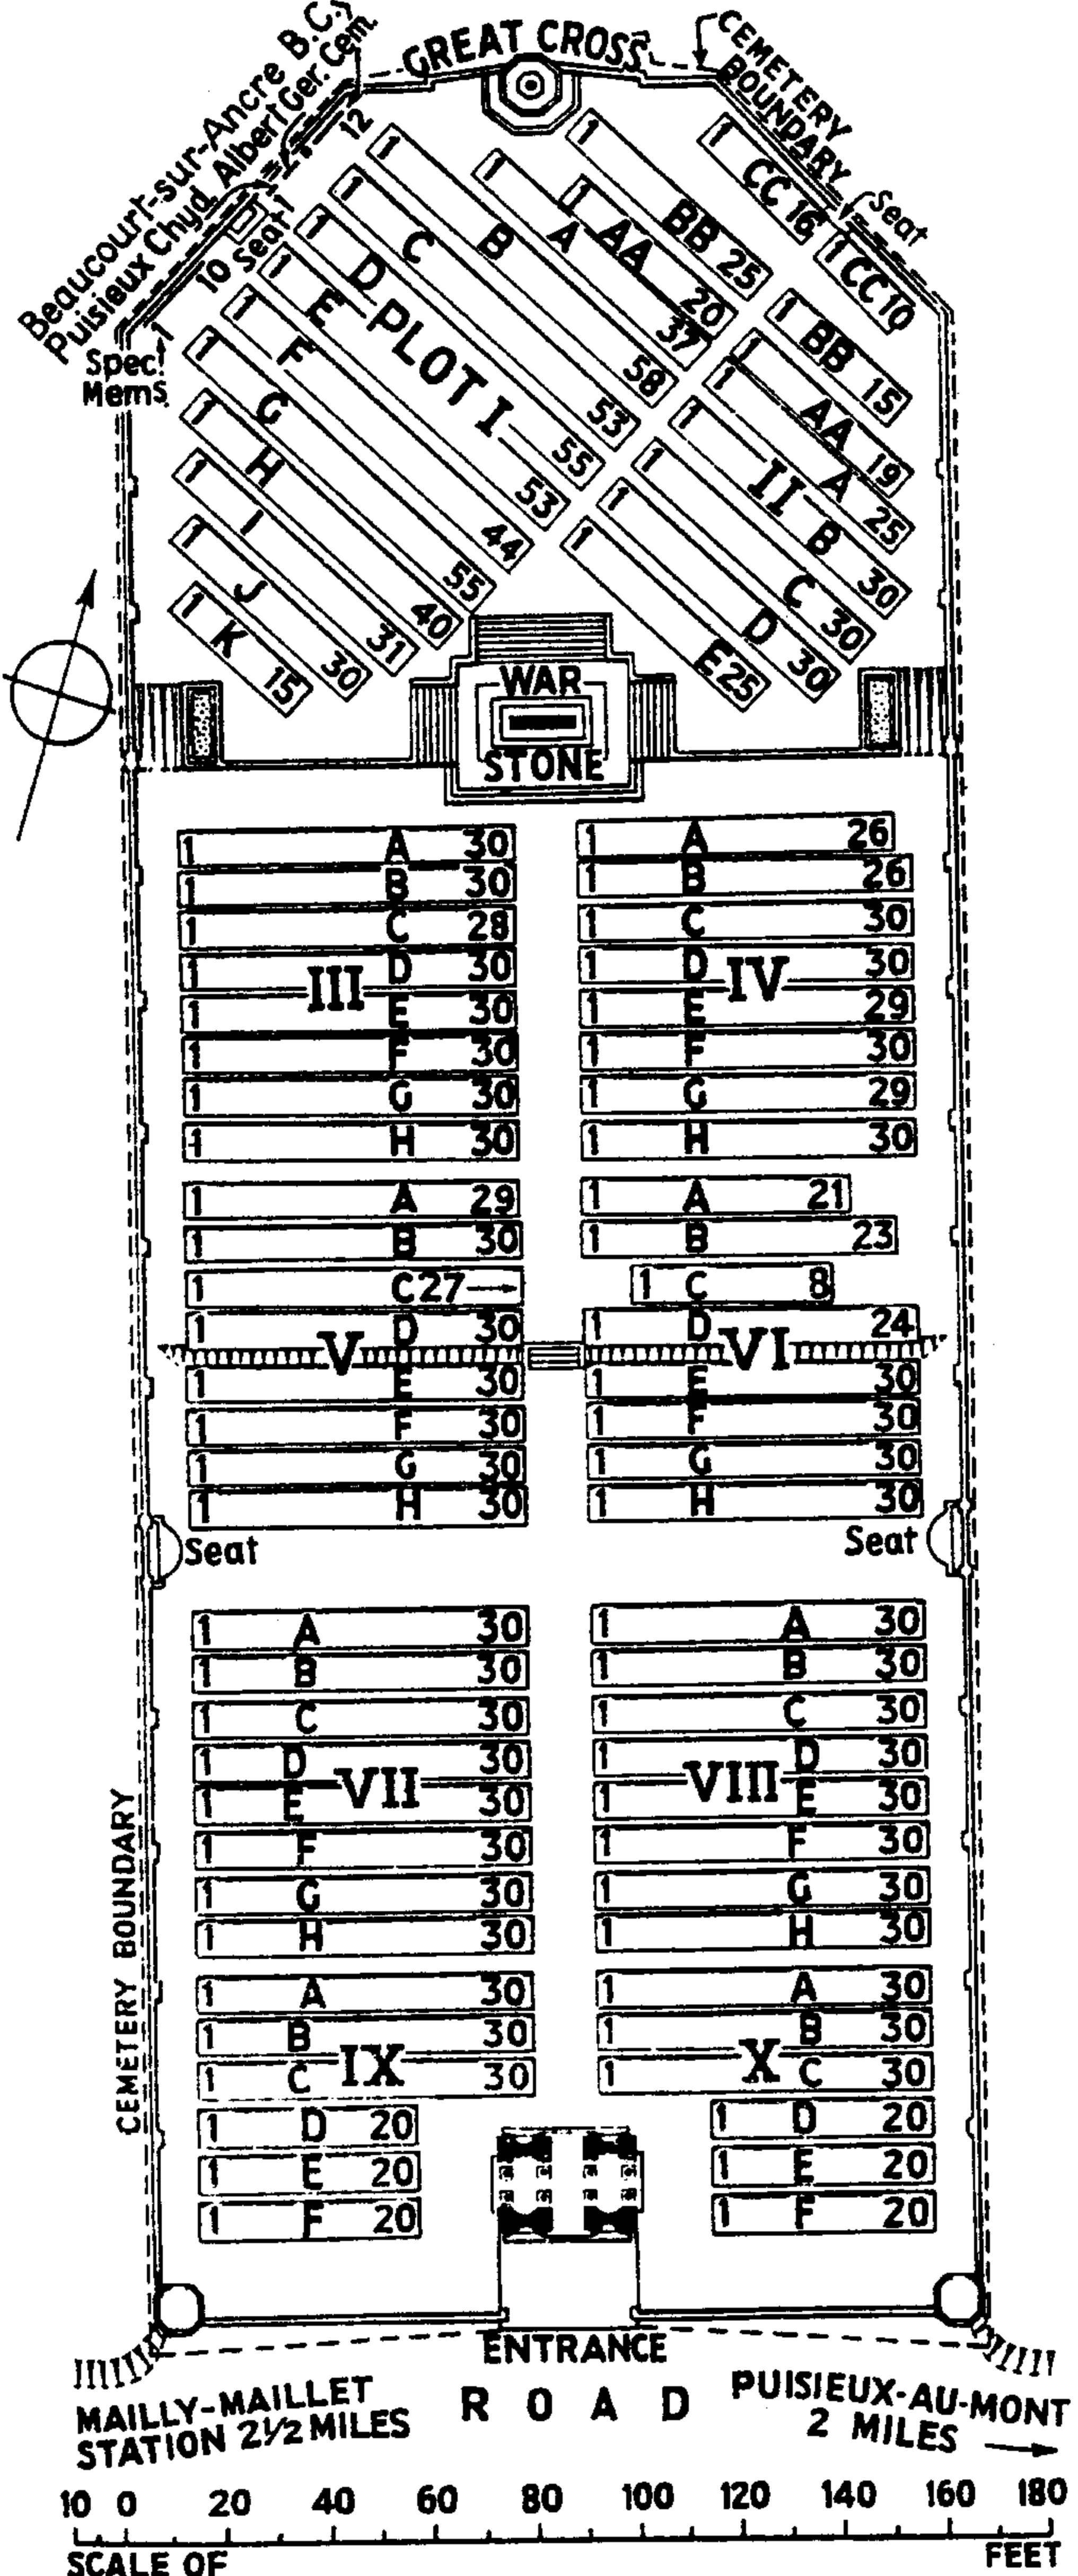 GREAT CROSS
CEMETERY
BOUNDARY
Beaucourt-sur-Ancre B.C.
Puisieux Chyd. Albert Ger. Cem.
12
1
10 Seat 1
1
Spec!
Mems.
Seat
1 CC 16
1 CC 10
1 BB 25
1 AA 20
1 A 37
1 B 58
1 C 53
1 D 55
1 E 53
PLOT I
1 F 44
1 G 55
1 H 40
1 I 31
1 J 30
1 K 15
1 BB 15
1 AA 19
1 A 25
II
1 B 30
1 C 30
1 D 30
1 E 25
WAR
STONE
1 A 30
1 B 30
1 C 28
1 D 30
III
1 E 30
1 F 30
1 G 30
1 H 30
1 A 26
1 B 26
1 C 30
1 D 30
IV
1 E 29
1 F 30
1 G 29
1 H 30
1 A 29
1 B 30
1 C 27 →
1 D 30
V
1 E 30
1 F 30
1 G 30
1 H 30
1 A 21
1 B 23
1 C 8
1 D 24
VI
1 E 30
1 F 30
1 G 30
1 H 30
Seat
Seat
1 A 30
1 B 30
1 C 30
1 D 30
VII
1 E 30
1 F 30
1 G 30
1 H 30
1 A 30
1 B 30
1 C 30
1 D 30
VIII
1 E 30
1 F 30
1 G 30
1 H 30
CEMETERY BOUNDARY
1 A 30
1 B 30
IX
1 C 30
1 D 20
1 E 20
1 F 20
1 A 30
1 B 30
X
1 C 30
1 D 20
1 E 20
1 F 20
ENTRANCE
MAILLY-MAILLET
STATION 2½ MILES
ROAD
PUISIEUX-AU-MONT
2 MILES →
10 0 20 40 60 80 100 120 140 160 180
SCALE OF FEET